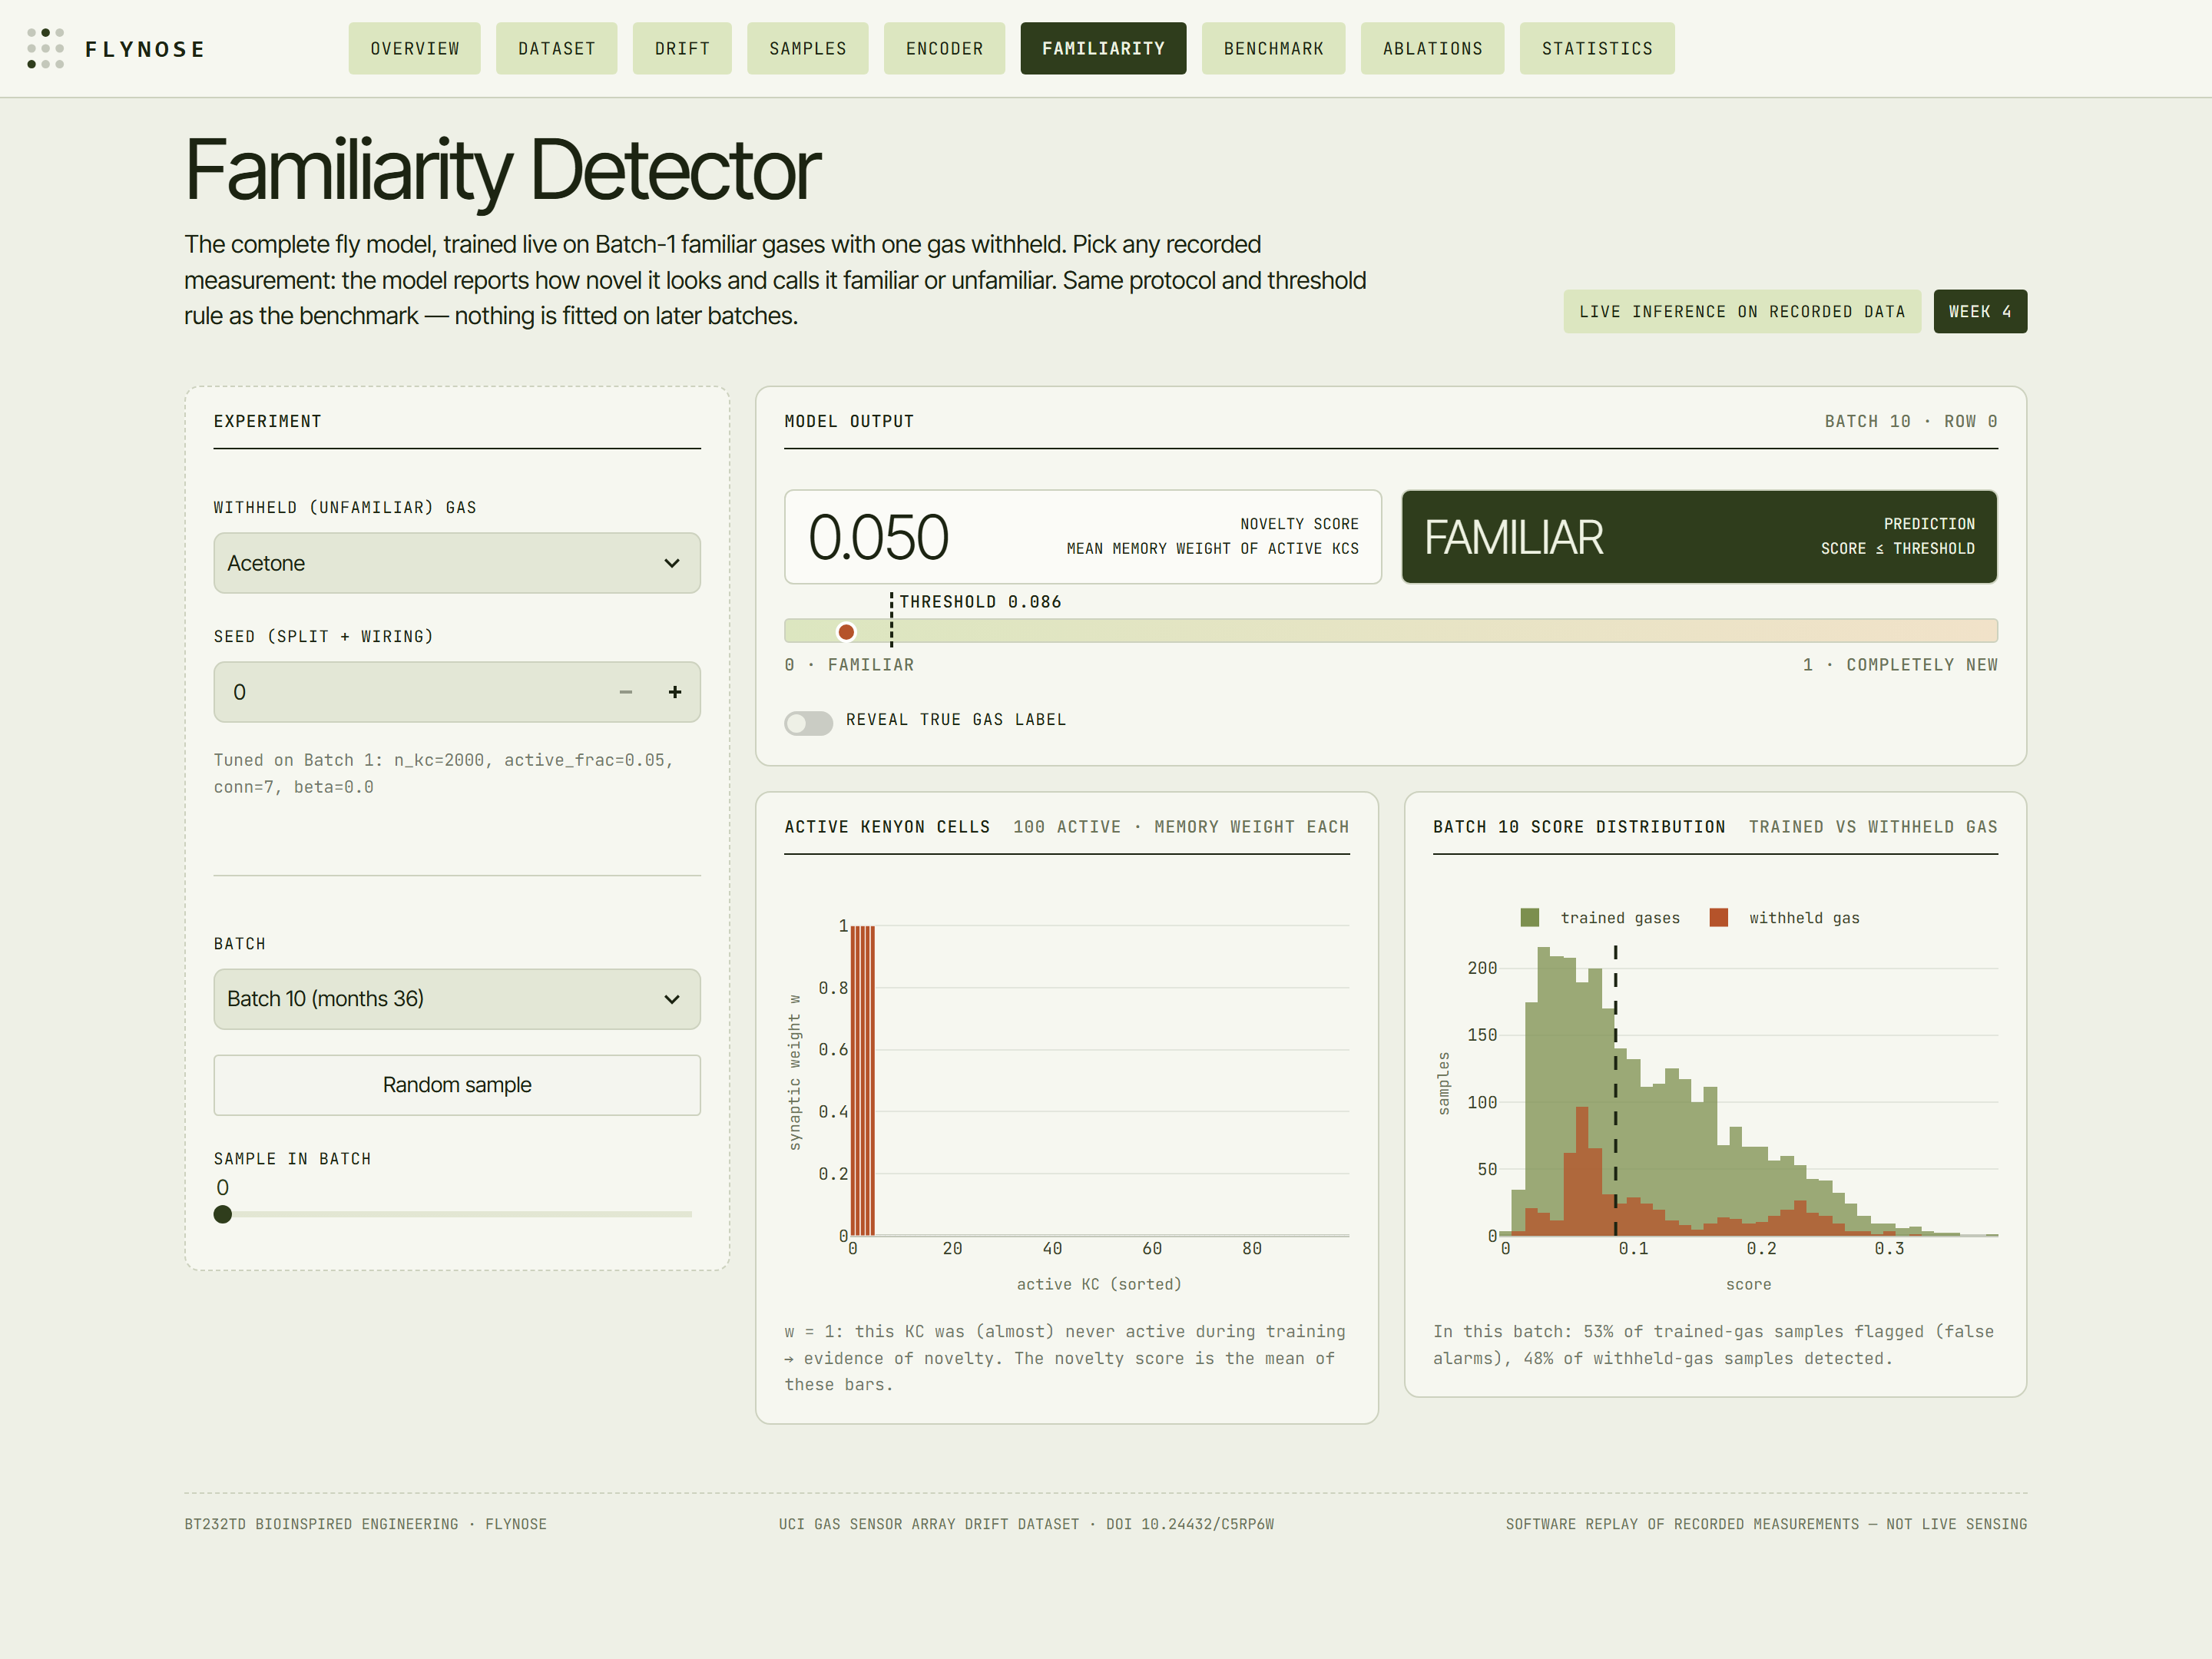 FLYNOSE
OVERVIEW
DATASET
DRIFT
SAMPLES
ENCODER
FAMILIARITY
BENCHMARK
ABLATIONS
STATISTICS
Familiarity Detector
The complete fly model, trained live on Batch-1 familiar gases with one gas withheld. Pick any recorded
measurement: the model reports how novel it looks and calls it familiar or unfamiliar. Same protocol and threshold
rule as the benchmark — nothing is fitted on later batches.
LIVE INFERENCE ON RECORDED DATA
WEEK 4
EXPERIMENT
WITHHELD (UNFAMILIAR) GAS
Acetone
SEED (SPLIT + WIRING)
0
Tuned on Batch 1: n_kc=2000, active_frac=0.05,
conn=7, beta=0.0
BATCH
Batch 10 (months 36)
Random sample
SAMPLE IN BATCH
0
MODEL OUTPUT
BATCH 10 · ROW 0
0.050
NOVELTY SCORE
MEAN MEMORY WEIGHT OF ACTIVE KCS
FAMILIAR
PREDICTION
SCORE ≤ THRESHOLD
THRESHOLD 0.086
0 · FAMILIAR
1 · COMPLETELY NEW
REVEAL TRUE GAS LABEL
ACTIVE KENYON CELLS
100 ACTIVE · MEMORY WEIGHT EACH
1
0.8
0.6
0.4
0.2
0
synaptic weight w
0 20 40 60 80
active KC (sorted)
w = 1: this KC was (almost) never active during training
→ evidence of novelty. The novelty score is the mean of
these bars.
BATCH 10 SCORE DISTRIBUTION
TRAINED VS WITHHELD GAS
trained gases
withheld gas
200
150
100
50
0
samples
0 0.1 0.2 0.3
score
In this batch: 53% of trained-gas samples flagged (false
alarms), 48% of withheld-gas samples detected.
BT232TD BIOINSPIRED ENGINEERING · FLYNOSE
UCI GAS SENSOR ARRAY DRIFT DATASET · DOI 10.24432/C5RP6W
SOFTWARE REPLAY OF RECORDED MEASUREMENTS — NOT LIVE SENSING